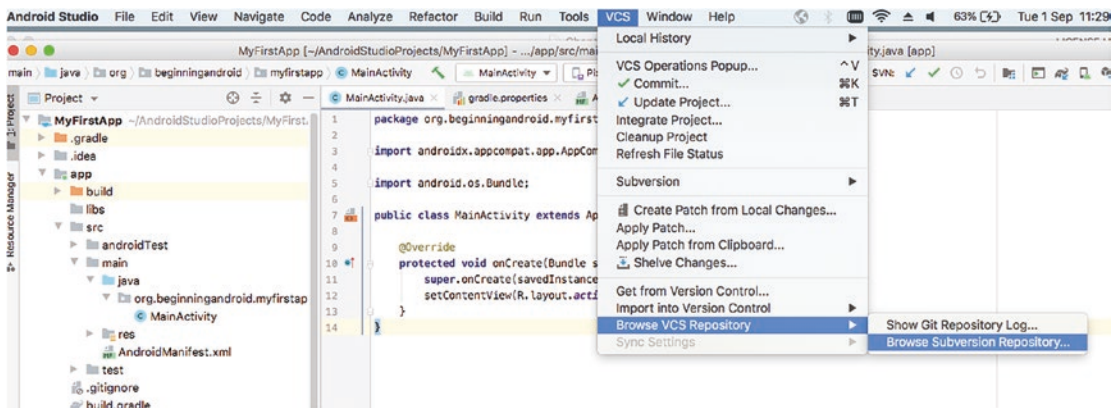 Android Studio File Edit View Navigate Code Analyze Refactor Build Run Tools VCS Window Help 63% Tue 1 Sep 11:29
MyFirstApp [~/AndroidStudioProjects/MyFirstApp] - .../app/src/mai
ity.java [app]
main java org beginningandroid myfirstapp MainActivity MainActivity SVN:
1: Project
Resource Manager
Project
MainActivity.java gradle.properties
MyFirstApp ~/AndroidStudioProjects/MyFirst
.gradle
.idea
app
build
libs
src
androidTest
main
java
org.beginningandroid.myfirstap
MainActivity
res
AndroidManifest.xml
test
.gitignore
build.gradle
1 package org.beginningandroid.myfirst
2
3 import androidx.appcompat.app.AppCom
4
5 import android.os.Bundle;
6
7 public class MainActivity extends Ap
8
9 @Override
10 protected void onCreate(Bundle s
11 super.onCreate(savedInstance
12 setContentView(R.layout.acti
13 }
14 }
Local History
VCS Operations Popup... ^V
Commit... ⌘K
Update Project... ⌘T
Integrate Project...
Cleanup Project
Refresh File Status
Subversion
Create Patch from Local Changes...
Apply Patch...
Apply Patch from Clipboard...
Shelve Changes...
Get from Version Control...
Import into Version Control
Browse VCS Repository
Sync Settings
Show Git Repository Log...
Browse Subversion Repository...